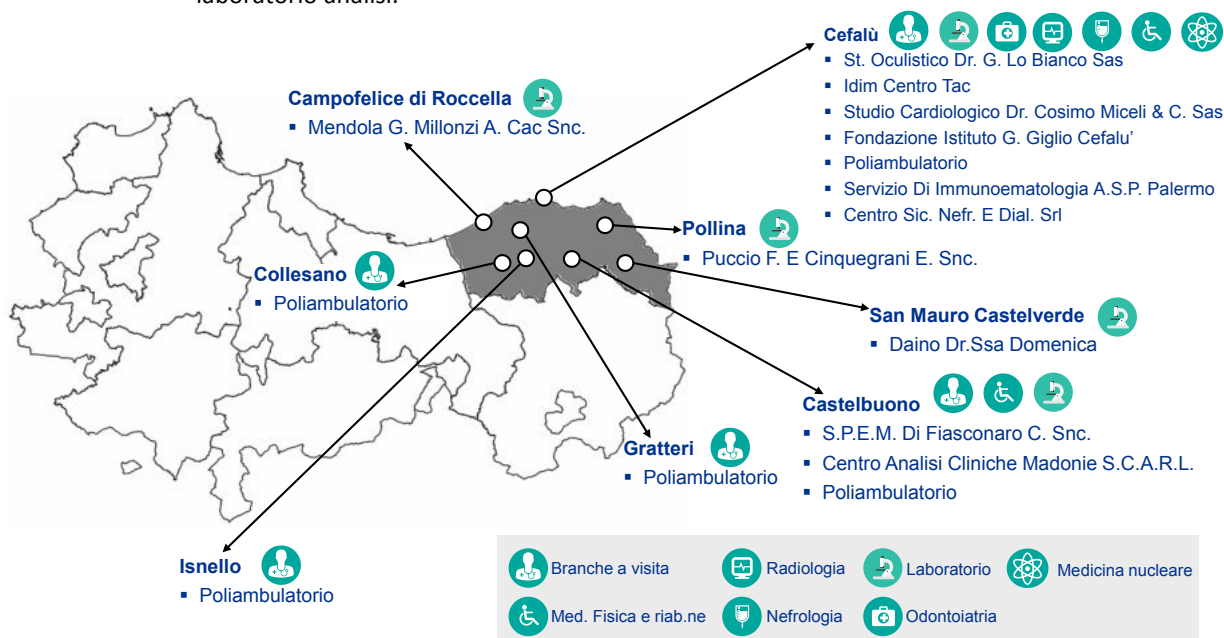 laboratorio analisi.
Cefalù
▪ St. Oculistico Dr. G. Lo Bianco Sas
▪ Idim Centro Tac
▪ Studio Cardiologico Dr. Cosimo Miceli & C. Sas
▪ Fondazione Istituto G. Giglio Cefalu’
▪ Poliambulatorio
▪ Servizio Di Immunoematologia A.S.P. Palermo
▪ Centro Sic. Nefr. E Dial. Srl
Campofelice di Roccella
▪ Mendola G. Millonzi A. Cac Snc.
Pollina
▪ Puccio F. E Cinquegrani E. Snc.
Collesano
▪ Poliambulatorio
San Mauro Castelverde
▪ Daino Dr.Ssa Domenica
Castelbuono
▪ S.P.E.M. Di Fiasconaro C. Snc.
▪ Centro Analisi Cliniche Madonie S.C.A.R.L.
▪ Poliambulatorio
Gratteri
▪ Poliambulatorio
Isnello
▪ Poliambulatorio
Branche a visita
Radiologia
Laboratorio
Medicina nucleare
Med. Fisica e riab.ne
Nefrologia
Odontoiatria